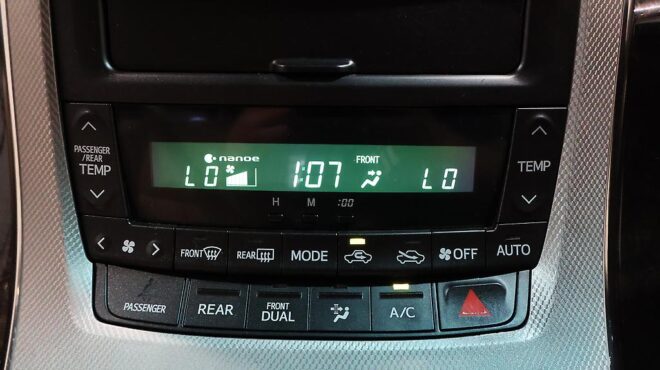 PASSENGER
/REAR
TEMP
nanoe
LO
1:07
FRONT
LO
TEMP
H M :00
FRONT
REAR
MODE
OFF
AUTO
PASSENGER
REAR
FRONT
DUAL
A/C